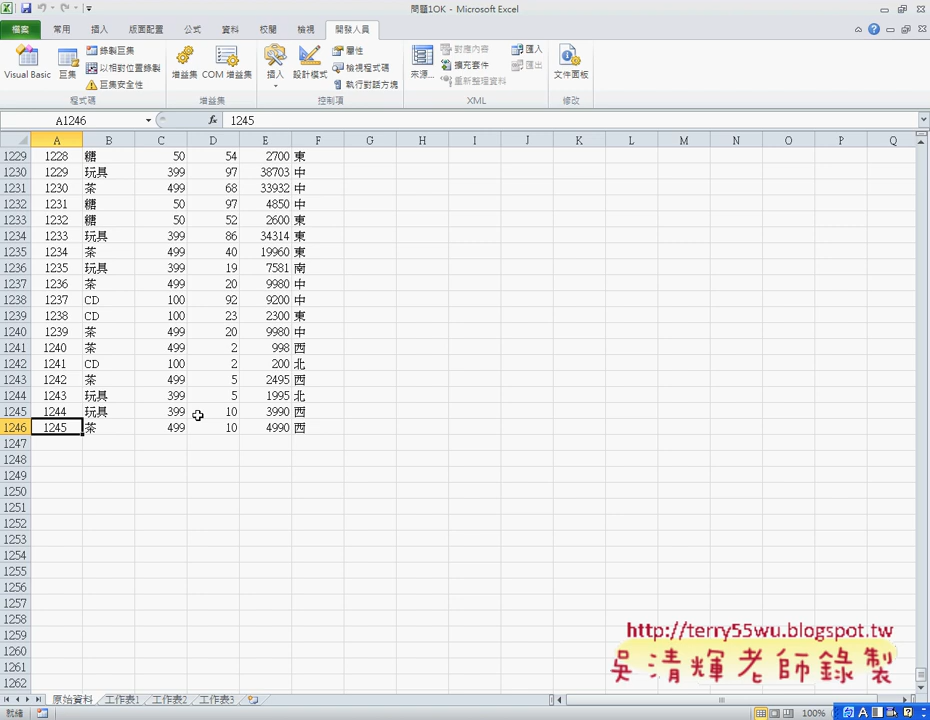 問題1OK - Microsoft Excel
檔案 常用 插入 版面配置 公式 資料 校閱 檢視 開發人員
Visual Basic 巨集 錄製巨集 以相對位置錄製 巨集安全性 增益集 COM 增益集 插入 設計模式 屬性 檢視程式碼 執行對話方塊 來源... 對應內容 擴充套件 重新整理資料 匯入 匯出 文件面板
程式碼 增益集 控制項 XML 修改
A1246 fx 1245
A B C D E F G H I J K L M N O P Q
1229 1228 糖 50 54 2700 東
1230 1229 玩具 399 97 38703 中
1231 1230 茶 499 68 33932 中
1232 1231 糖 50 97 4850 中
1233 1232 糖 50 52 2600 東
1234 1233 玩具 399 86 34314 東
1235 1234 茶 499 40 19960 東
1236 1235 玩具 399 19 7581 南
1237 1236 茶 499 20 9980 中
1238 1237 CD 100 92 9200 中
1239 1238 CD 100 23 2300 東
1240 1239 茶 499 20 9980 中
1241 1240 茶 499 2 998 西
1242 1241 CD 100 2 200 北
1243 1242 茶 499 5 2495 西
1244 1243 玩具 399 5 1995 北
1245 1244 玩具 399 10 3990 西
1246 1245 茶 499 10 4990 西
1247
1248
1249
1250
1251
1252
1253
1254
1255
1256
1257
1258
1259
1260
1261
1262
http://terry55wu.blogspot.tw
吳清輝老師錄製
原始資料 工作表1 工作表2 工作表3
就緒 100% A